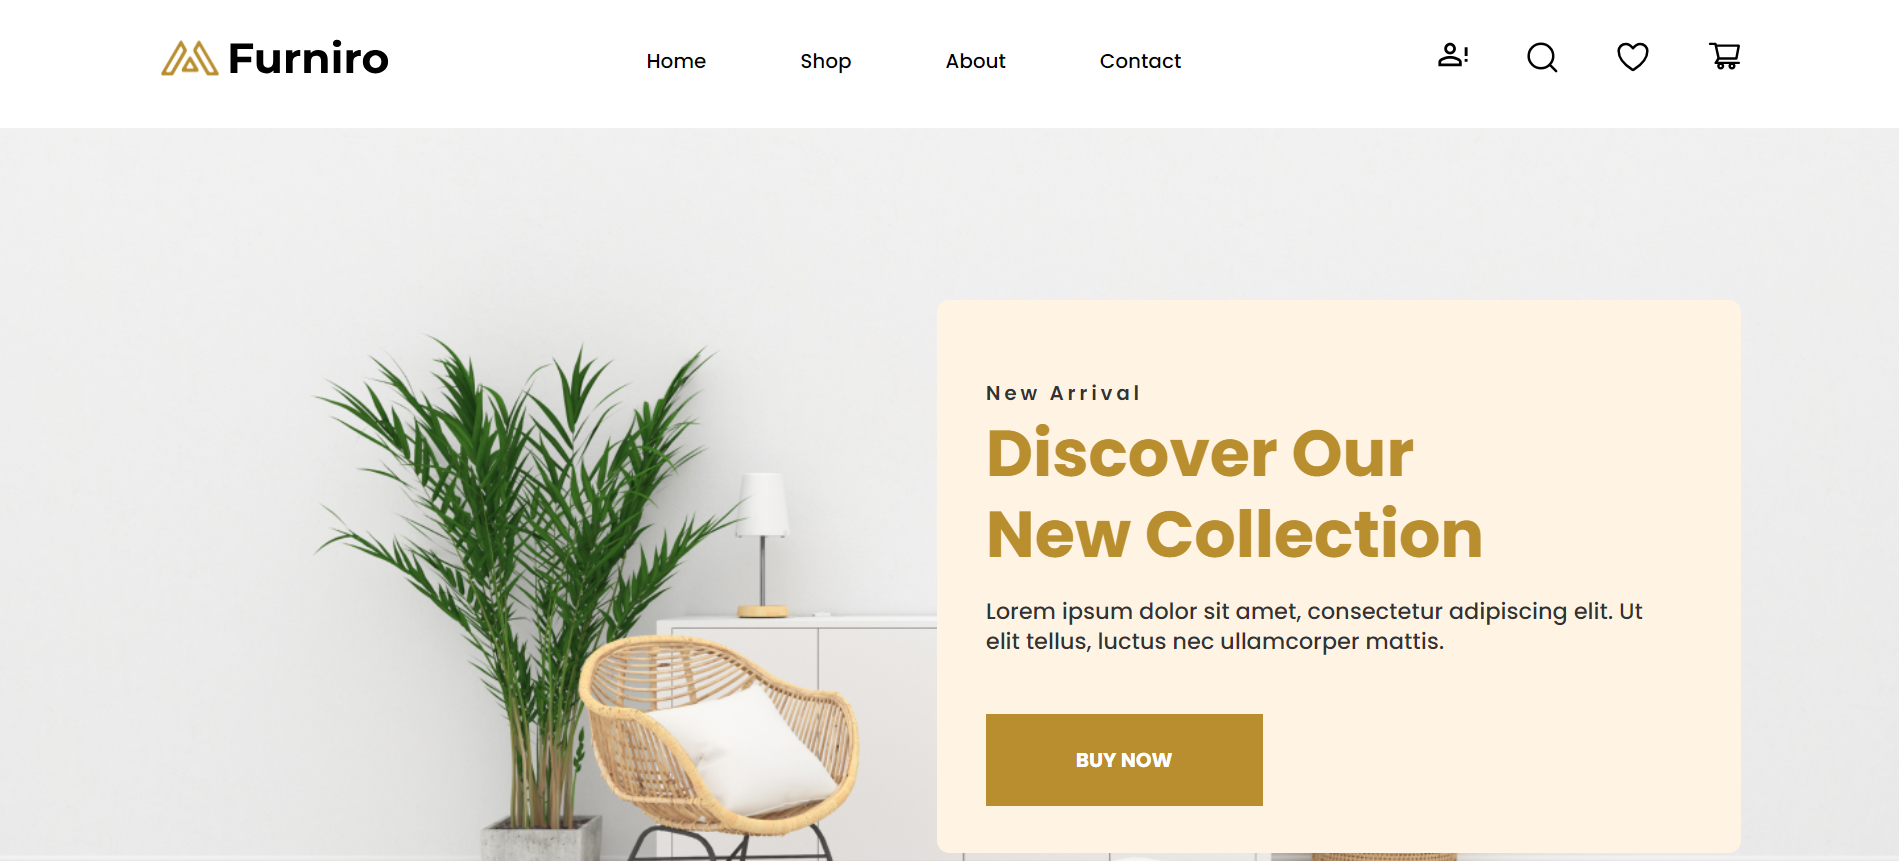 Furniro
Home
Shop
About
Contact
New Arrival
Discover Our
New Collection
Lorem ipsum dolor sit amet, consectetur adipiscing elit. Ut
elit tellus, luctus nec ullamcorper mattis.
BUY NOW